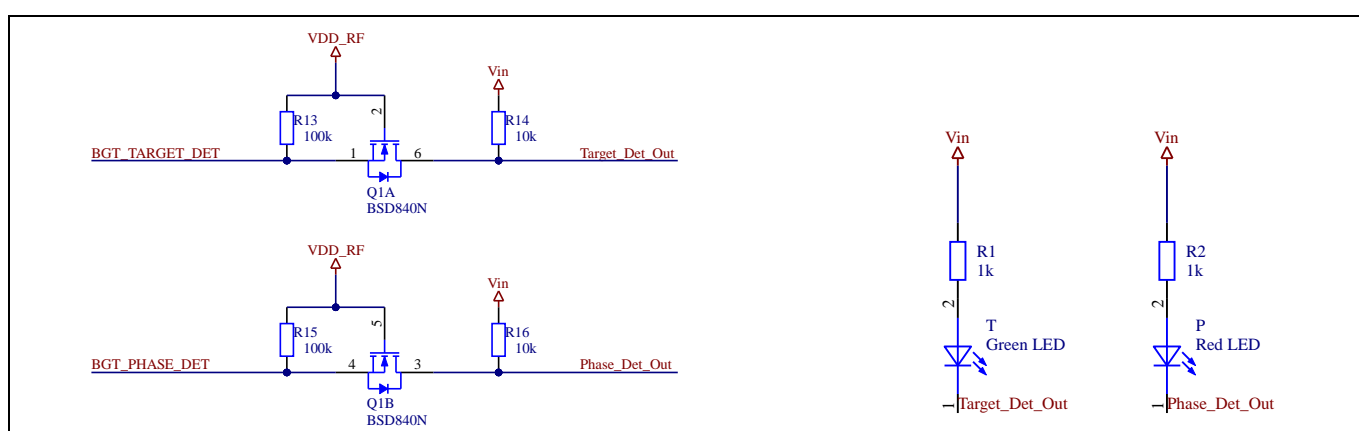 VDD_RF
Vin
R13
100k
2
R14
10k
BGT_TARGET_DET
1
6
Target_Det_Out
Q1A
BSD840N
VDD_RF
Vin
R15
100k
5
R16
10k
BGT_PHASE_DET
4
3
Phase_Det_Out
Q1B
BSD840N
Vin
R1
1k
2
T
Green LED
1
Target_Det_Out
Vin
R2
1k
2
P
Red LED
1
Phase_Det_Out